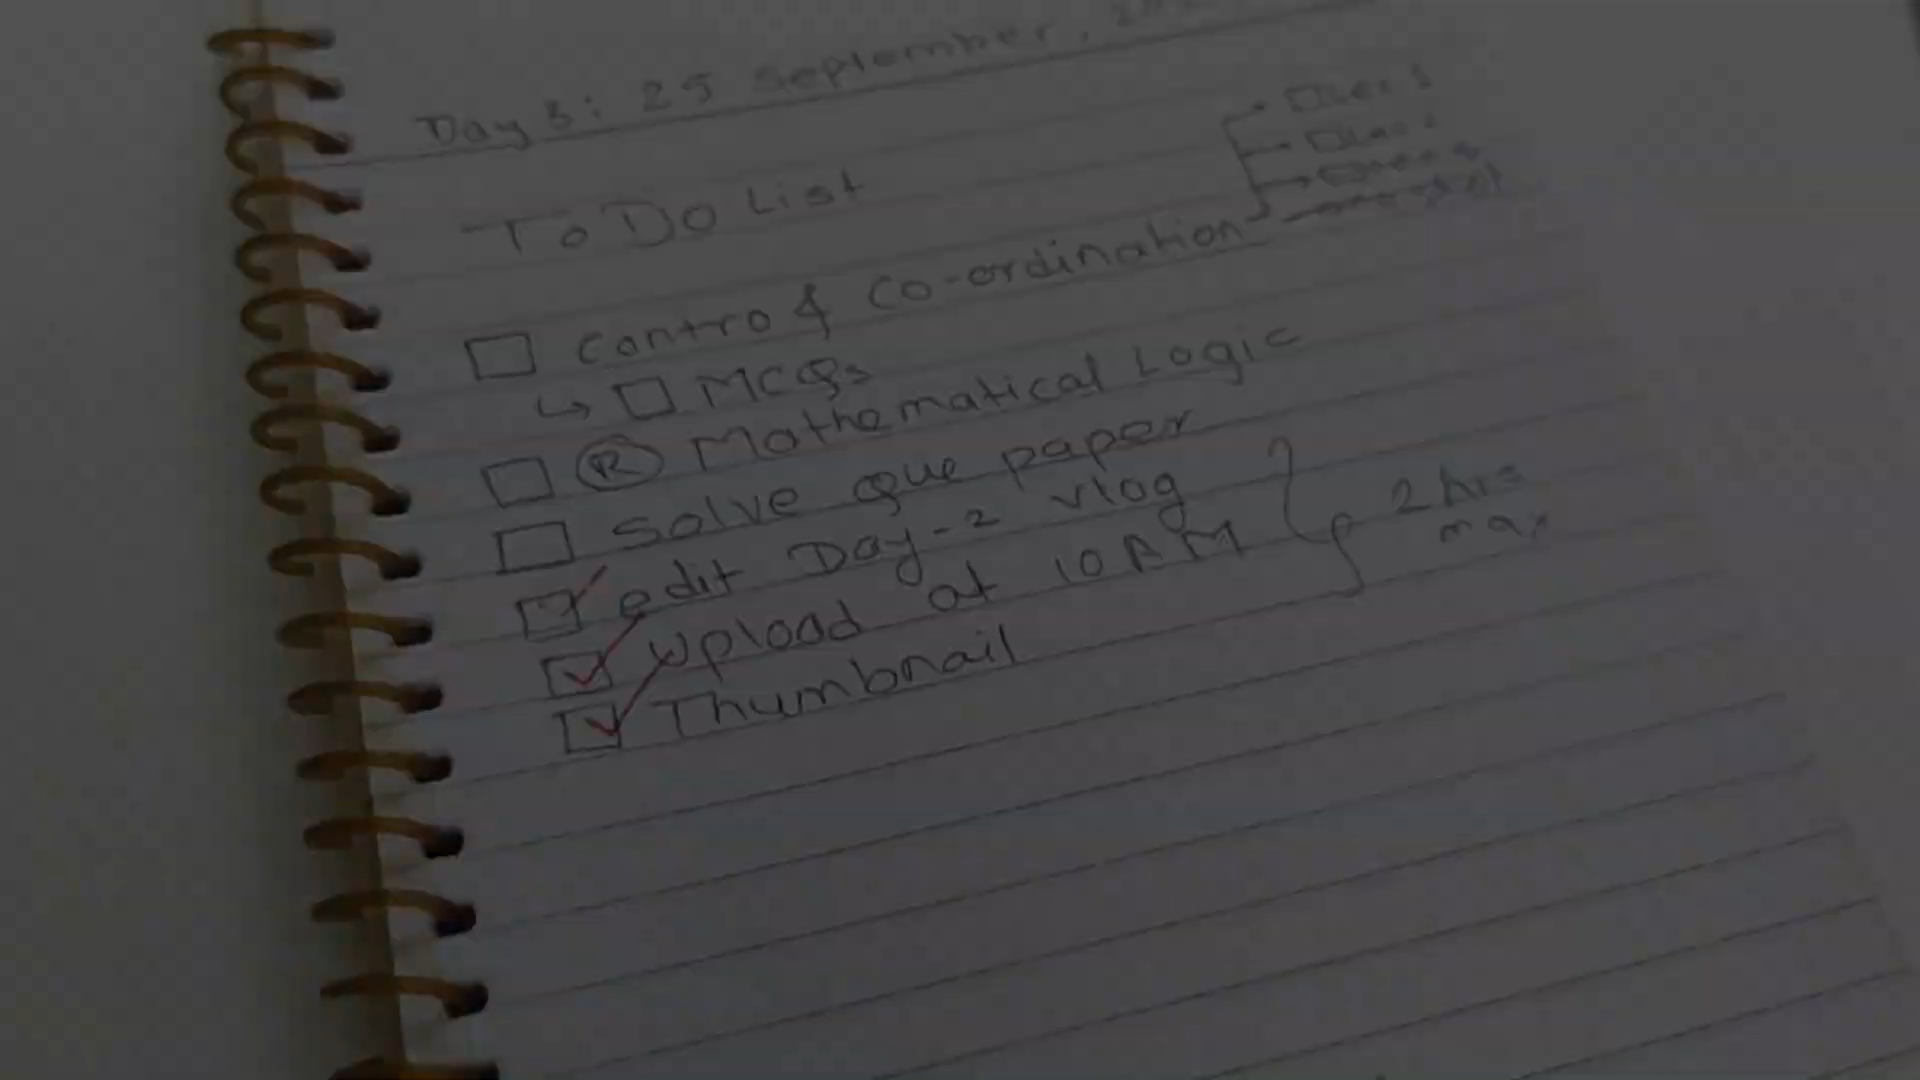 Day 3: 25 September,
To Do List
Contro & Co-ordination
↳ MCQs
R Mathematical Logic
Solve que paper
edit Day-2 vlog
upload at 10 AM
2 hrs
max
Thumbnail